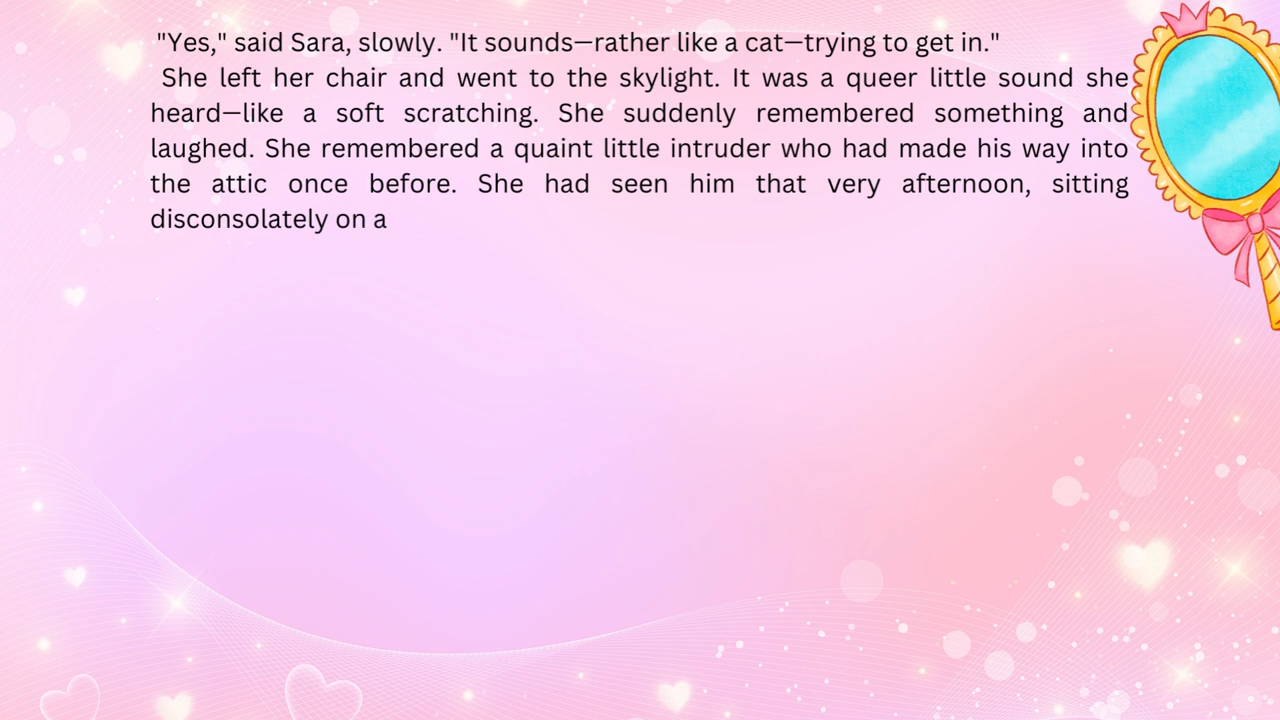 "Yes," said Sara, slowly. "It sounds—rather like a cat—trying to get in."
She left her chair and went to the skylight. It was a queer little sound she
heard—like a soft scratching. She suddenly remembered something and
laughed. She remembered a quaint little intruder who had made his way into
the attic once before. She had seen him that very afternoon, sitting
disconsolately on a